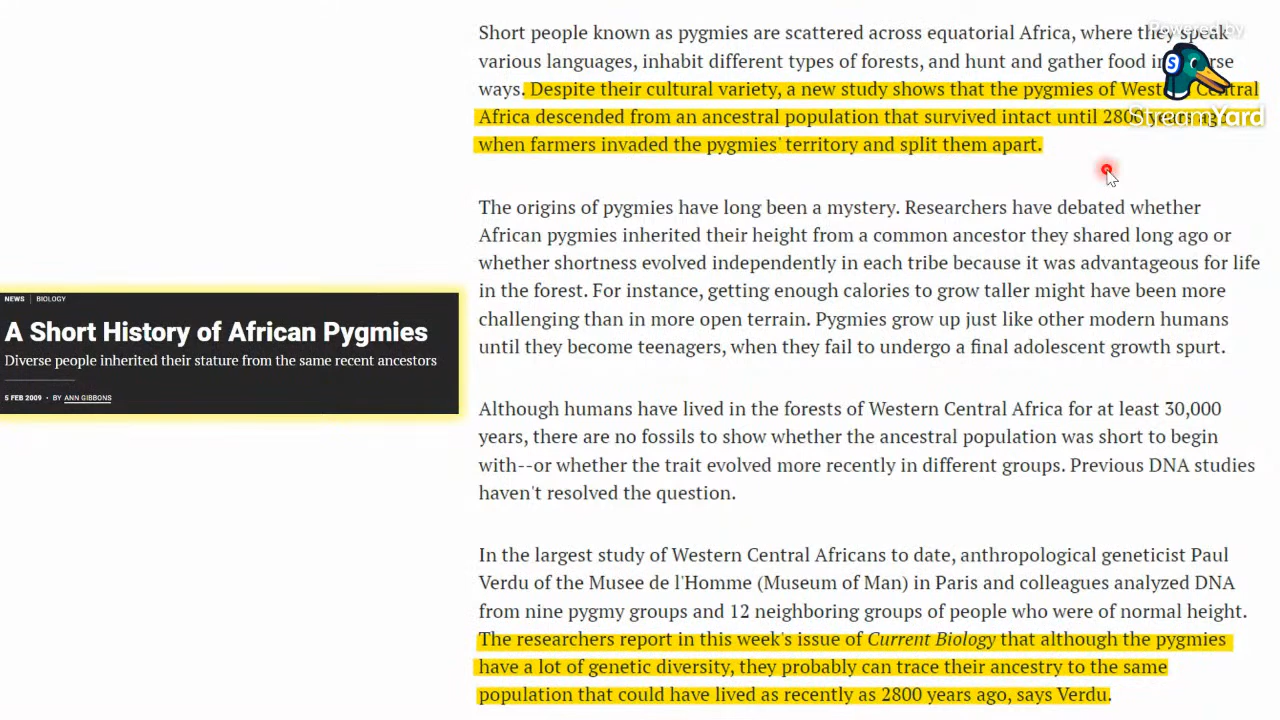 Powered by
StreamYard
Short people known as pygmies are scattered across equatorial Africa, where they speak
various languages, inhabit different types of forests, and hunt and gather food in diverse
ways. Despite their cultural variety, a new study shows that the pygmies of Western Central
Africa descended from an ancestral population that survived intact until 2800 years ago
when farmers invaded the pygmies' territory and split them apart.
The origins of pygmies have long been a mystery. Researchers have debated whether
African pygmies inherited their height from a common ancestor they shared long ago or
whether shortness evolved independently in each tribe because it was advantageous for life
in the forest. For instance, getting enough calories to grow taller might have been more
challenging than in more open terrain. Pygmies grow up just like other modern humans
until they become teenagers, when they fail to undergo a final adolescent growth spurt.
NEWS | BIOLOGY
A Short History of African Pygmies
Diverse people inherited their stature from the same recent ancestors
5 FEB 2009 • BY ANN GIBBONS
Although humans have lived in the forests of Western Central Africa for at least 30,000
years, there are no fossils to show whether the ancestral population was short to begin
with--or whether the trait evolved more recently in different groups. Previous DNA studies
haven't resolved the question.
In the largest study of Western Central Africans to date, anthropological geneticist Paul
Verdu of the Musee de l'Homme (Museum of Man) in Paris and colleagues analyzed DNA
from nine pygmy groups and 12 neighboring groups of people who were of normal height.
The researchers report in this week's issue of Current Biology that although the pygmies
have a lot of genetic diversity, they probably can trace their ancestry to the same
population that could have lived as recently as 2800 years ago, says Verdu.